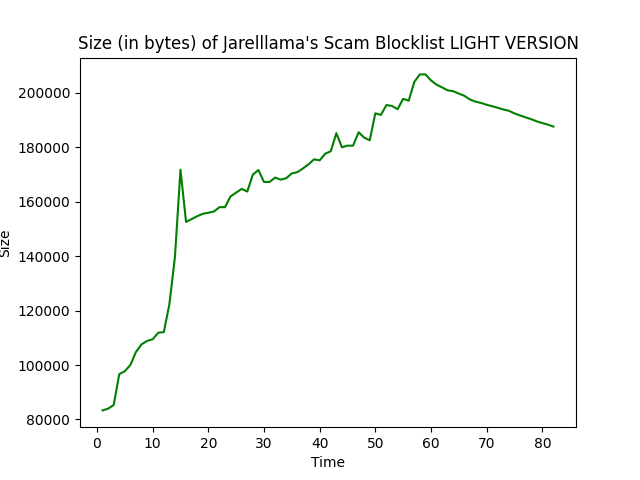 Size (in bytes) of Jarelllama's Scam Blocklist LIGHT VERSION
200000
180000
160000
140000
120000
100000
80000
Size
0 10 20 30 40 50 60 70 80
Time